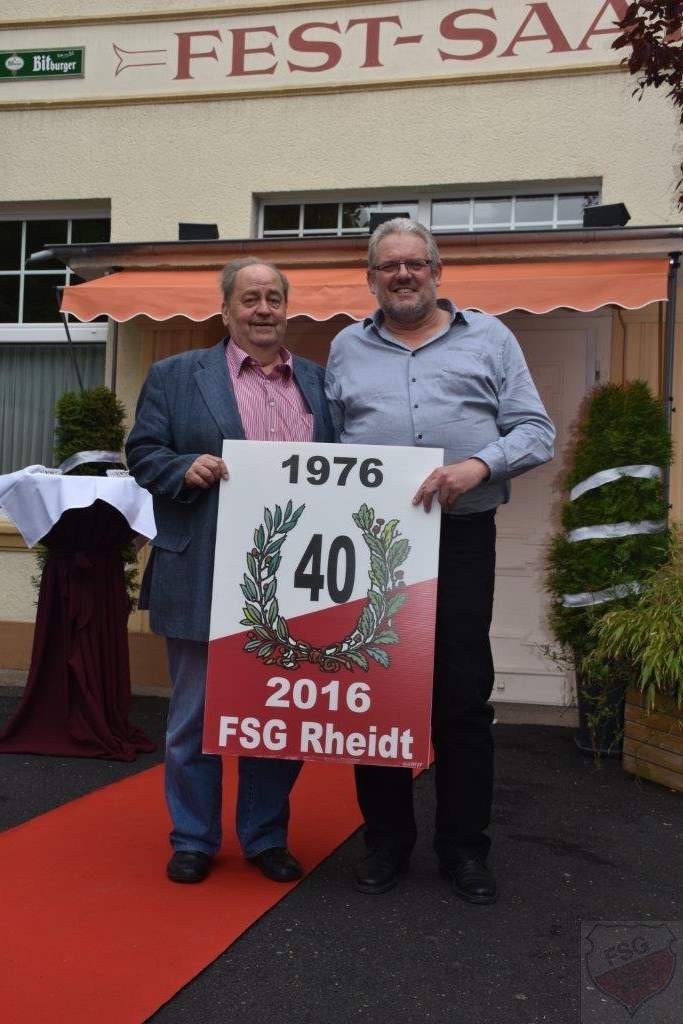 Bitburger
FEST-SAA
1976
40
2016
FSG Rheidt
FSG